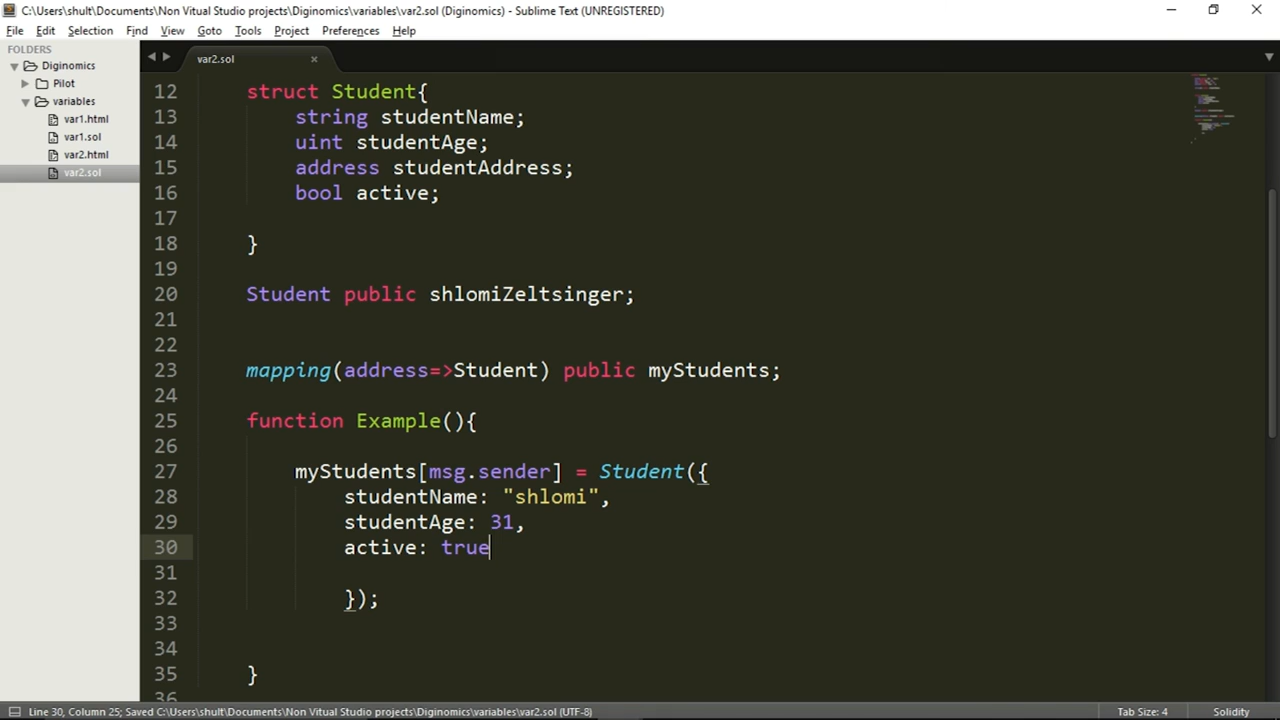 C:\Users\shult\Documents\Non Vitual Studio projects\Diginomics\variables\var2.sol (Diginomics) - Sublime Text (UNREGISTERED)
File Edit Selection Find View Goto Tools Project Preferences Help
FOLDERS
Diginomics
Pilot
variables
var1.html
var1.sol
var2.html
var2.sol
var2.sol
12 struct Student{
13 string studentName;
14 uint studentAge;
15 address studentAddress;
16 bool active;
17
18 }
19
20 Student public shlomiZeltsinger;
21
22
23 mapping(address=>Student) public myStudents;
24
25 function Example(){
26
27 myStudents[msg.sender] = Student({
28 studentName: "shlomi",
29 studentAge: 31,
30 active: true
31
32 });
33
34
35 }
36
Line 30, Column 25; Saved C:\Users\shult\Documents\Non Vitual Studio projects\Diginomics\variables\var2.sol (UTF-8) Tab Size: 4 Solidity